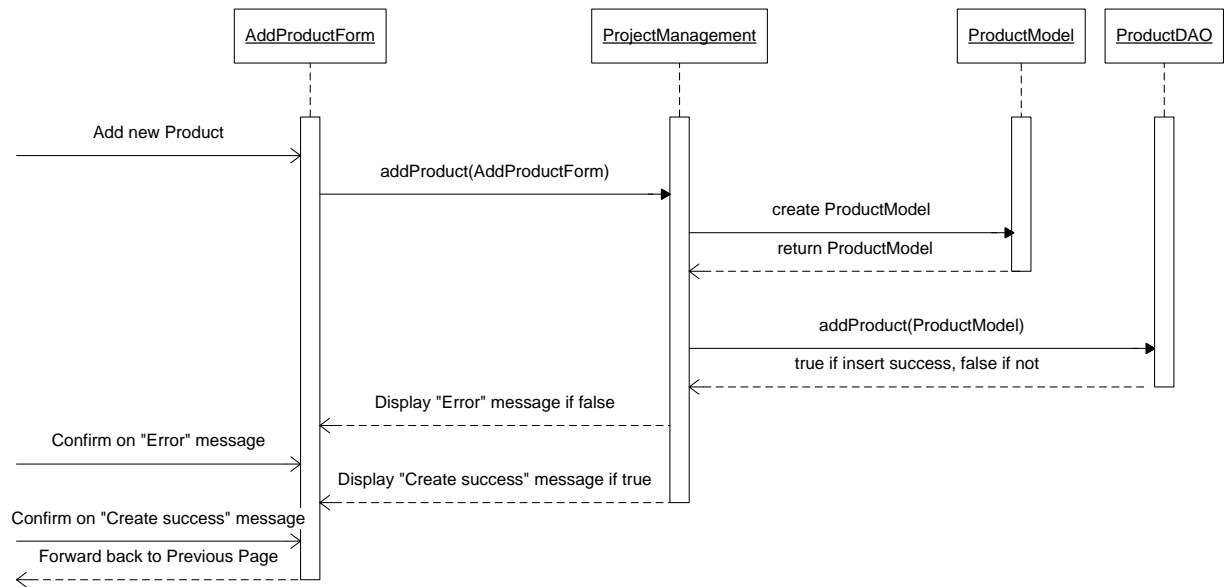 AddProductForm
ProjectManagement
ProductModel
ProductDAO
Add new Product
addProduct(AddProductForm)
create ProductModel
return ProductModel
addProduct(ProductModel)
true if insert success, false if not
Display "Error" message if false
Confirm on "Error" message
Display "Create success" message if true
Confirm on "Create success" message
Forward back to Previous Page